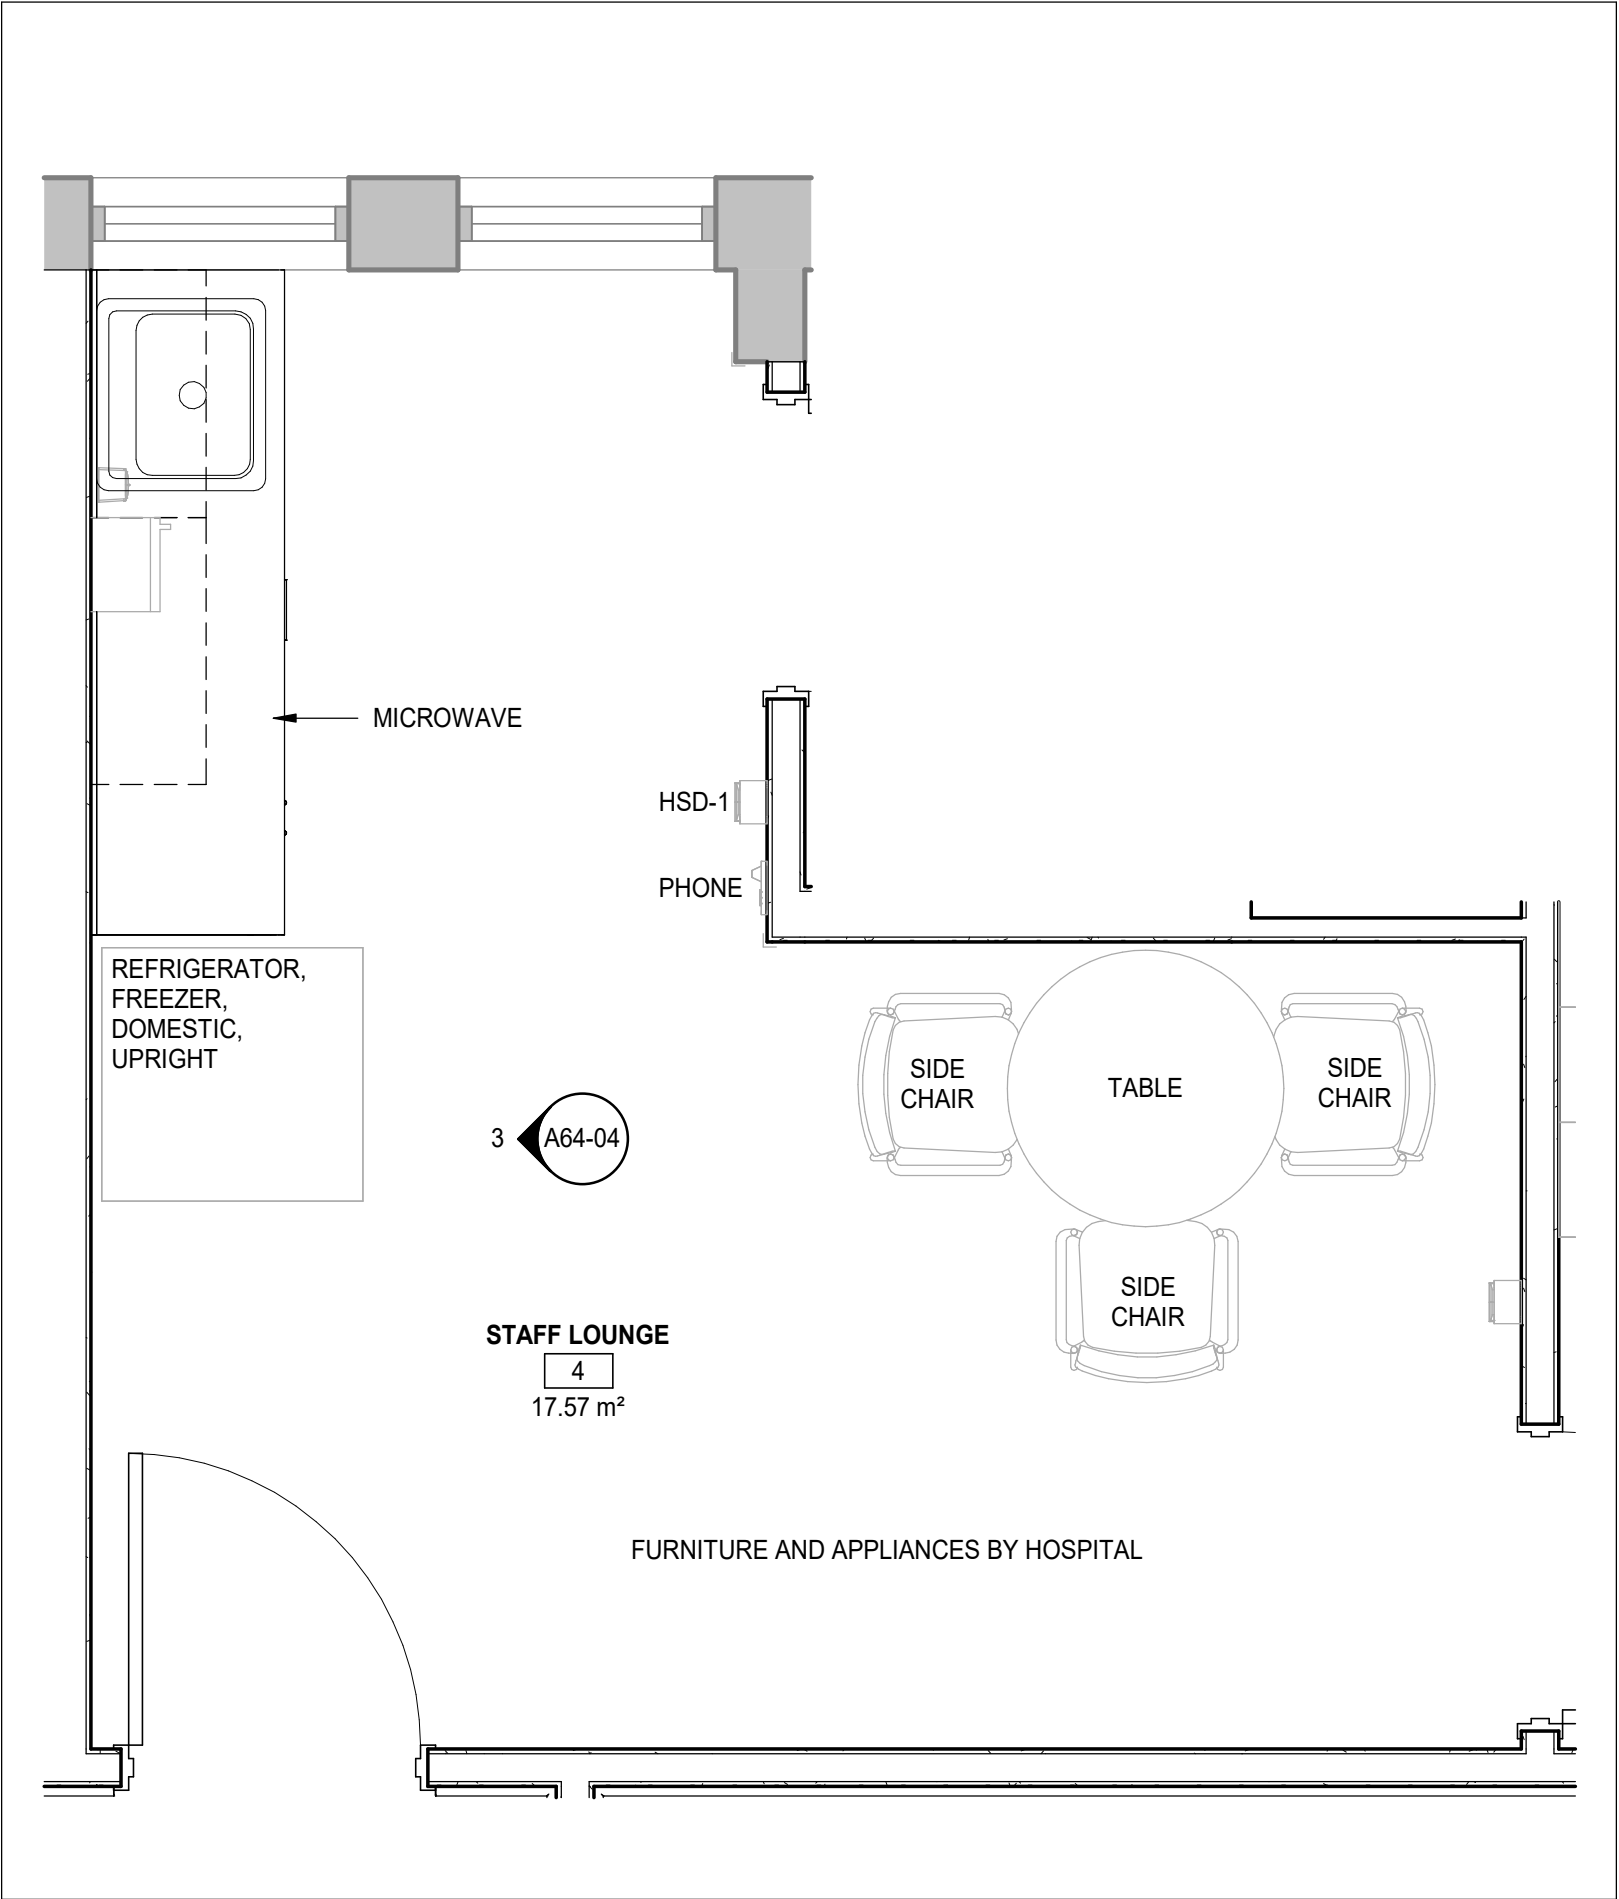 MICROWAVE
HSD-1
PHONE
REFRIGERATOR,
FREEZER,
DOMESTIC,
UPRIGHT
SIDE
CHAIR
TABLE
SIDE
CHAIR
3
A64-04
SIDE
CHAIR
STAFF LOUNGE
4
17.57 m²
FURNITURE AND APPLIANCES BY HOSPITAL